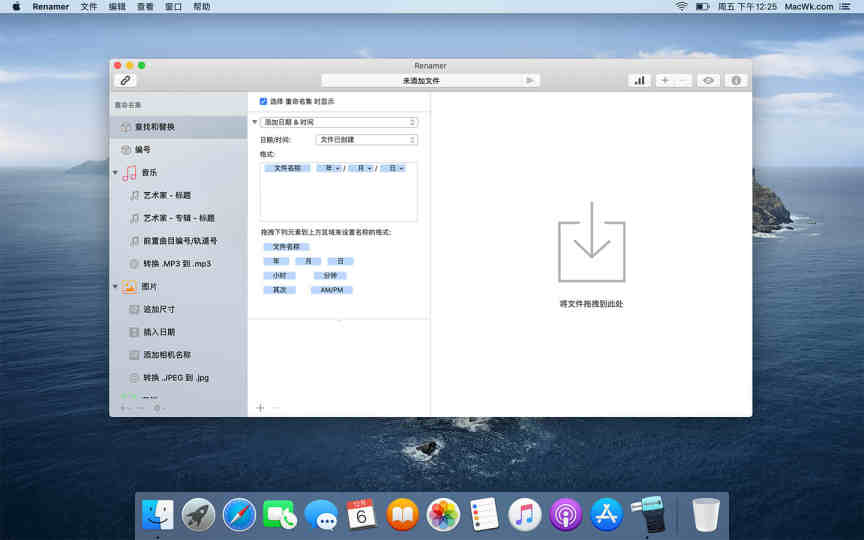 Renamer 文件 编辑 查看 窗口 帮助 周五 下午12:25 MacWk.com
Renamer
未添加文件
重命名集
查找和替换
编号
音乐
艺术家 - 标题
艺术家 - 专辑 - 标题
前置曲目编号/轨道号
转换 .MP3 到 .mp3
图片
追加尺寸
插入日期
添加相机名称
转换 .JPEG 到 .jpg
选择 重命名集 时显示
添加日期 & 时间
日期/时间: 文件已创建
格式:
文件名称 年 / 月 / 日
拖拽下列元素到上方区域来设置名称的格式:
文件名称
年 月 日
小时 分钟
其次 AM/PM
将文件拖拽到此处
12月
6